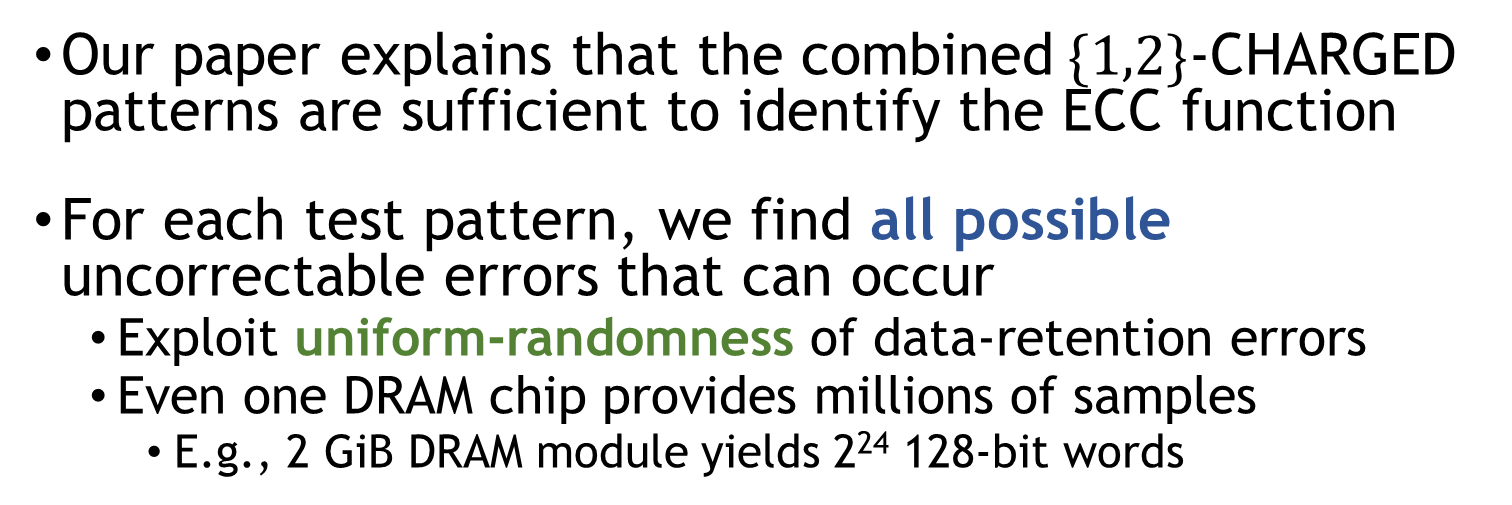 • Our paper explains that the combined {1,2}-CHARGED
patterns are sufficient to identify the ECC function
• For each test pattern, we find all possible
uncorrectable errors that can occur
• Exploit uniform-randomness of data-retention errors
• Even one DRAM chip provides millions of samples
• E.g., 2 GiB DRAM module yields 2²⁴ 128-bit words